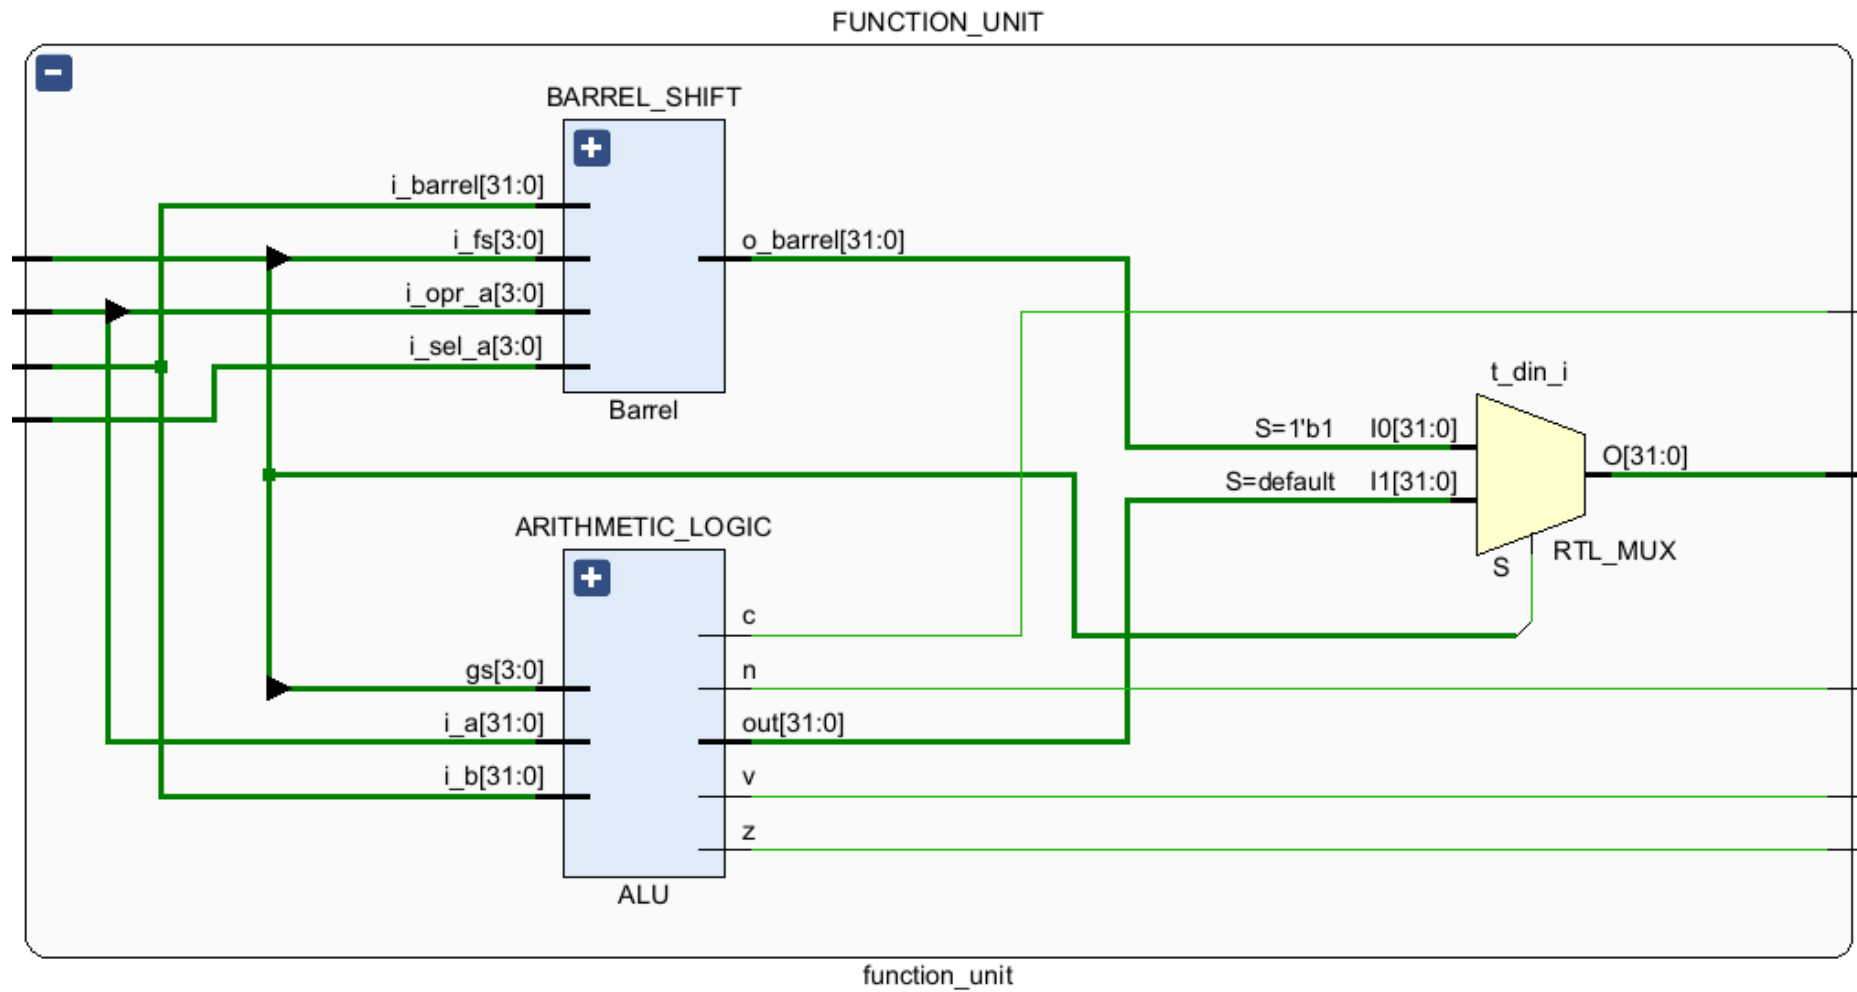 FUNCTION_UNIT
BARREL_SHIFT
i_barrel[31:0]
i_fs[3:0]
o_barrel[31:0]
i_opr_a[3:0]
i_sel_a[3:0]
Barrel
t_din_i
S=1'b1 I0[31:0]
O[31:0]
S=default I1[31:0]
RTL_MUX
S
ARITHMETIC_LOGIC
c
gs[3:0]
n
i_a[31:0]
out[31:0]
i_b[31:0]
v
z
ALU
function_unit